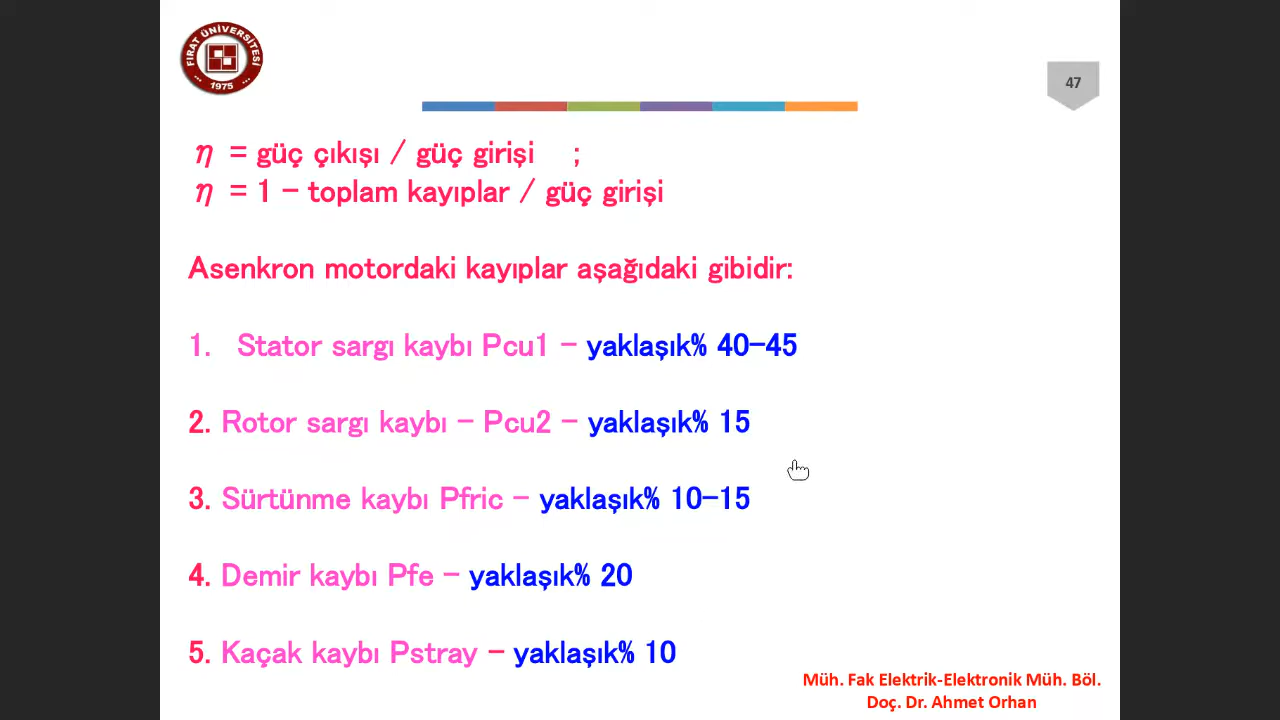 FIRAT ÜNİVERSİTESİ
1975
47
η = güç çıkışı / güç girişi ;
η = 1 – toplam kayıplar / güç girişi
Asenkron motordaki kayıplar aşağıdaki gibidir:
1. Stator sargı kaybı Pcu1 – yaklaşık% 40–45
2. Rotor sargı kaybı – Pcu2 – yaklaşık% 15
3. Sürtünme kaybı Pfric – yaklaşık% 10–15
4. Demir kaybı Pfe – yaklaşık% 20
5. Kaçak kaybı Pstray – yaklaşık% 10
Müh. Fak Elektrik-Elektronik Müh. Böl.
Doç. Dr. Ahmet Orhan